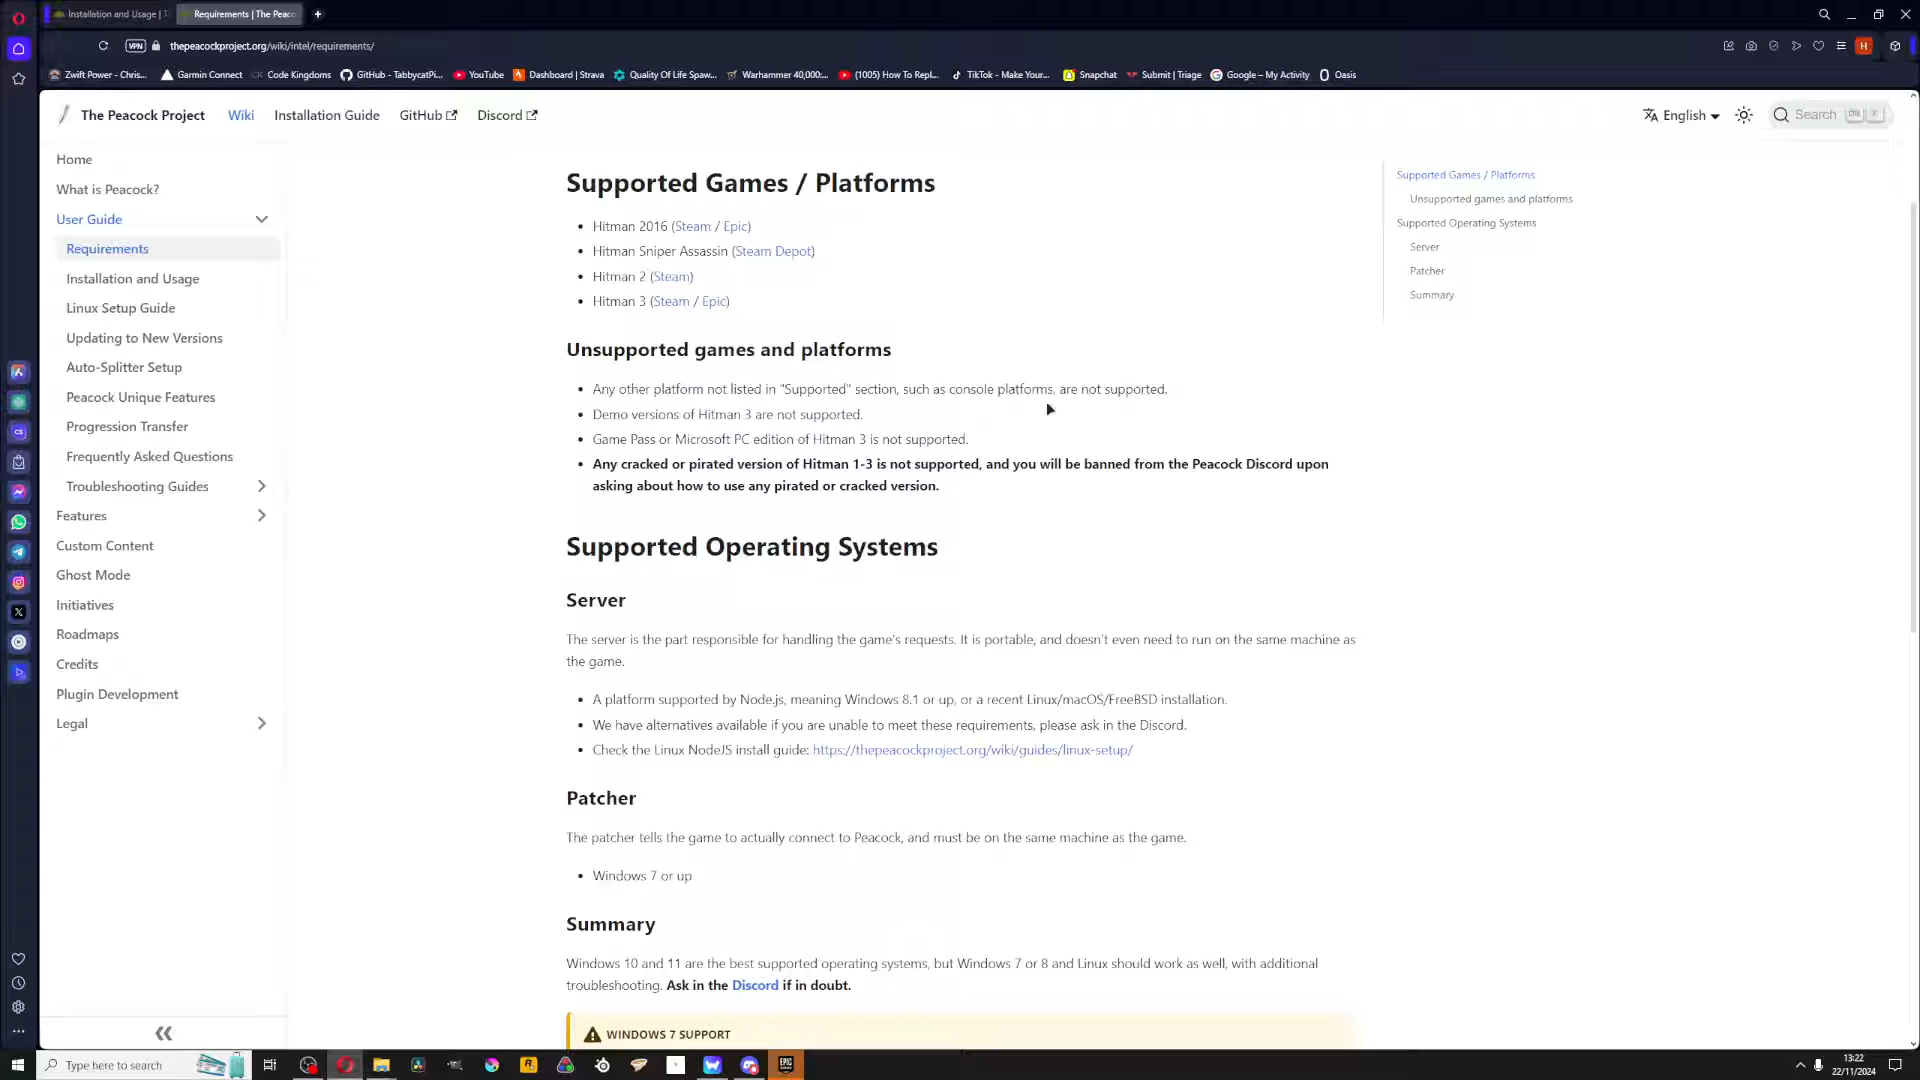 Installation and Usage | T
Requirements | The Peaco
VPN
thepeacockproject.org/wiki/intel/requirements/
H
Zwift Power - Chris...
Garmin Connect
Code Kingdoms
GitHub - TabbycatPi...
YouTube
Dashboard | Strava
Quality Of Life Spaw...
Warhammer 40,000:...
(1005) How To Repl...
TikTok - Make Your...
Snapchat
Submit | Triage
Google – My Activity
Oasis
The Peacock Project
Wiki
Installation Guide
GitHub
Discord
English
Search
Home
What is Peacock?
User Guide
Requirements
Installation and Usage
Linux Setup Guide
Updating to New Versions
Auto-Splitter Setup
Peacock Unique Features
Progression Transfer
Frequently Asked Questions
Troubleshooting Guides
Features
Custom Content
Ghost Mode
Initiatives
Roadmaps
Credits
Plugin Development
Legal
Supported Games / Platforms
Hitman 2016 (Steam / Epic)
Hitman Sniper Assassin (Steam Depot)
Hitman 2 (Steam)
Hitman 3 (Steam / Epic)
Unsupported games and platforms
Any other platform not listed in "Supported" section, such as console platforms, are not supported.
Demo versions of Hitman 3 are not supported.
Game Pass or Microsoft PC edition of Hitman 3 is not supported.
Any cracked or pirated version of Hitman 1-3 is not supported, and you will be banned from the Peacock Discord upon
asking about how to use any pirated or cracked version.
Supported Operating Systems
Server
The server is the part responsible for handling the game's requests. It is portable, and doesn't even need to run on the same machine as
the game.
A platform supported by Node.js, meaning Windows 8.1 or up, or a recent Linux/macOS/FreeBSD installation.
We have alternatives available if you are unable to meet these requirements, please ask in the Discord.
Check the Linux NodeJS install guide: https://thepeacockproject.org/wiki/guides/linux-setup/
Patcher
The patcher tells the game to actually connect to Peacock, and must be on the same machine as the game.
Windows 7 or up
Summary
Windows 10 and 11 are the best supported operating systems, but Windows 7 or 8 and Linux should work as well, with additional
troubleshooting. Ask in the Discord if in doubt.
WINDOWS 7 SUPPORT
Supported Games / Platforms
Unsupported games and platforms
Supported Operating Systems
Server
Patcher
Summary
Type here to search
13:22
22/11/2024